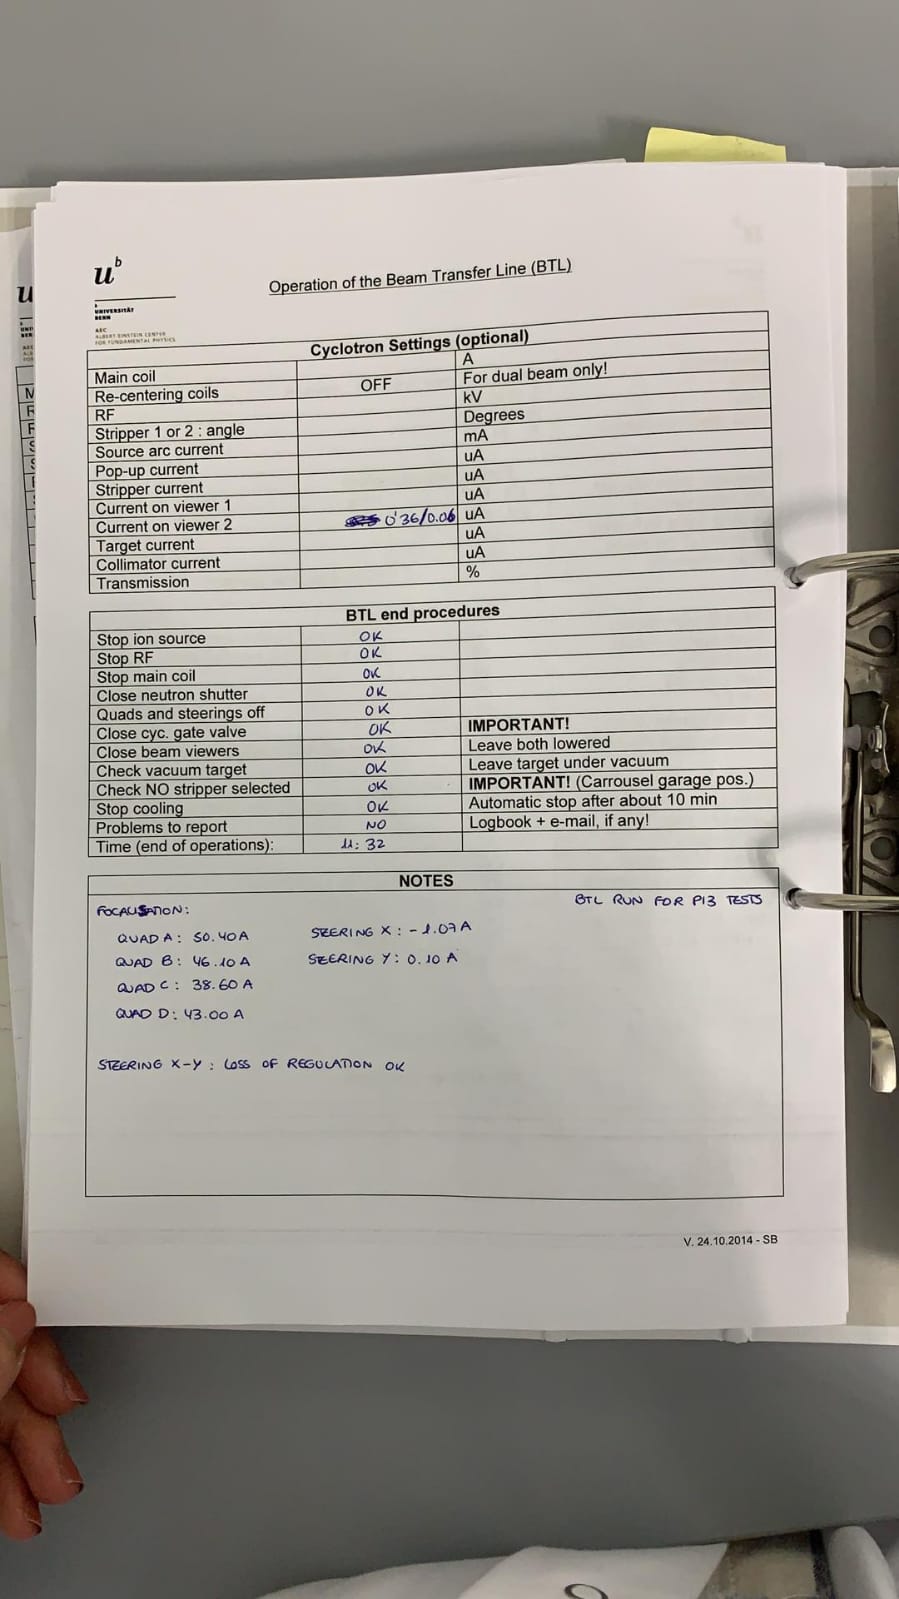 u^b
b
UNIVERSITÄT
BERN
AEC
ALBERT EINSTEIN CENTER
FOR FUNDAMENTAL PHYSICS
Operation of the Beam Transfer Line (BTL)
Cyclotron Settings (optional)
Main coil A
Re-centering coils OFF For dual beam only!
RF kV
Stripper 1 or 2 : angle Degrees
Source arc current mA
Pop-up current uA
Stripper current uA
Current on viewer 1 uA
Current on viewer 2 0'36/0.06 uA
Target current uA
Collimator current uA
Transmission %
BTL end procedures
Stop ion source OK
Stop RF OK
Stop main coil OK
Close neutron shutter OK
Quads and steerings off OK
Close cyc. gate valve OK IMPORTANT!
Close beam viewers OK Leave both lowered
Check vacuum target OK Leave target under vacuum
Check NO stripper selected OK IMPORTANT! (Carrousel garage pos.)
Stop cooling OK Automatic stop after about 10 min
Problems to report NO Logbook + e-mail, if any!
Time (end of operations): 11:32
NOTES
BTL RUN FOR P13 TESTS
FOCALISATION:
QUAD A: 50.40 A STEERING X: -1.07 A
QUAD B: 46.10 A STEERING Y: 0.10 A
QUAD C: 38.60 A
QUAD D: 43.00 A
STEERING X-Y: LOSS OF REGULATION OK
V. 24.10.2014 - SB